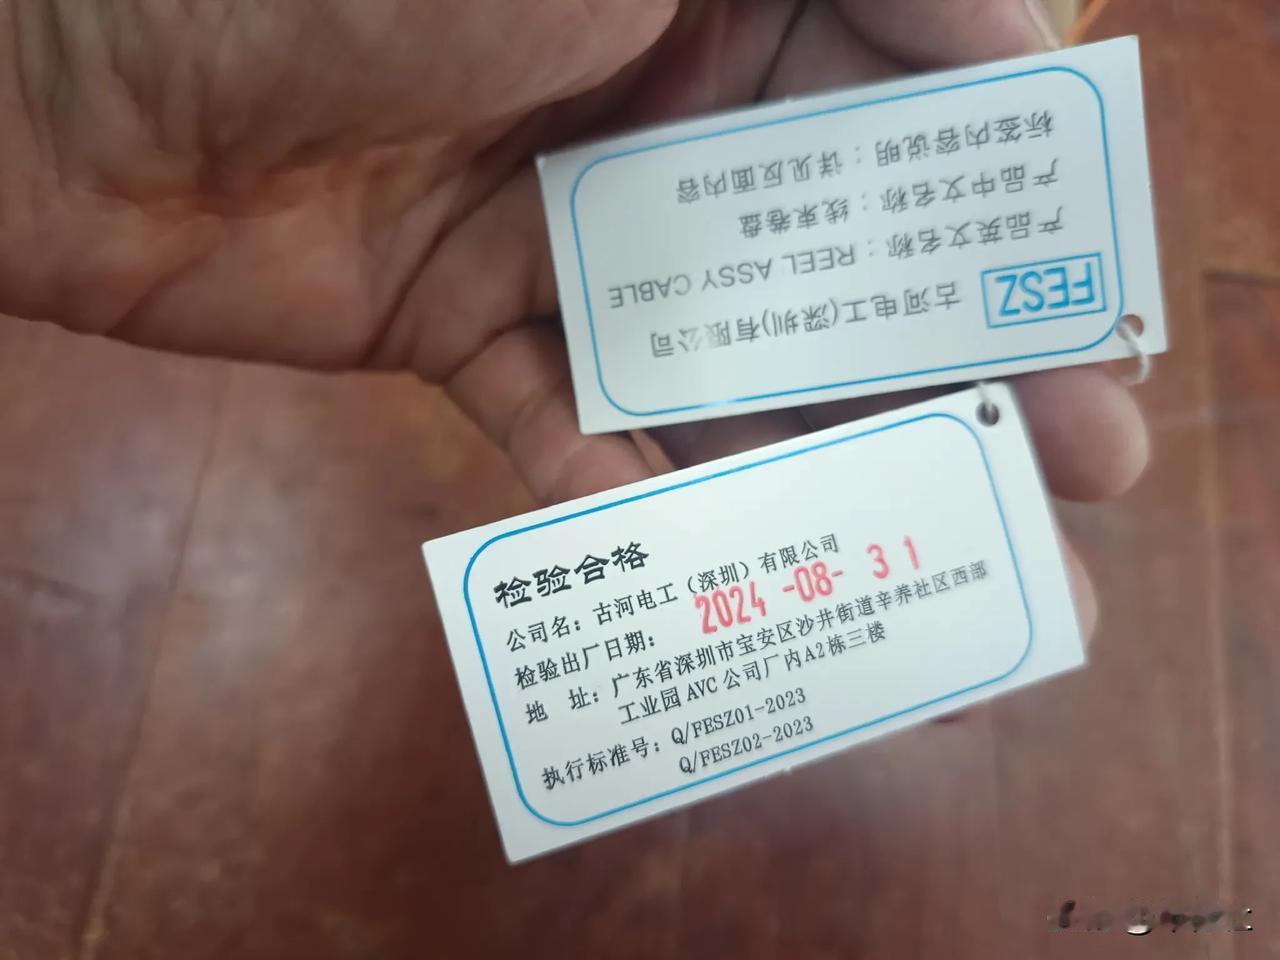 FESZ 古河电工(深圳)有限公司
产品英文名称：REEL ASSY CABLE
产品中文名称：线束卷盘
标签内容说明：详见反面内容
检验合格
公司名：古河电工（深圳）有限公司
检验出厂日期： 2024-08-31
地 址：广东省深圳市宝安区沙井街道辛养社区西部
工业园AVC公司厂内A2栋三楼
执行标准号：Q/FESZ01-2023
Q/FESZ02-2023